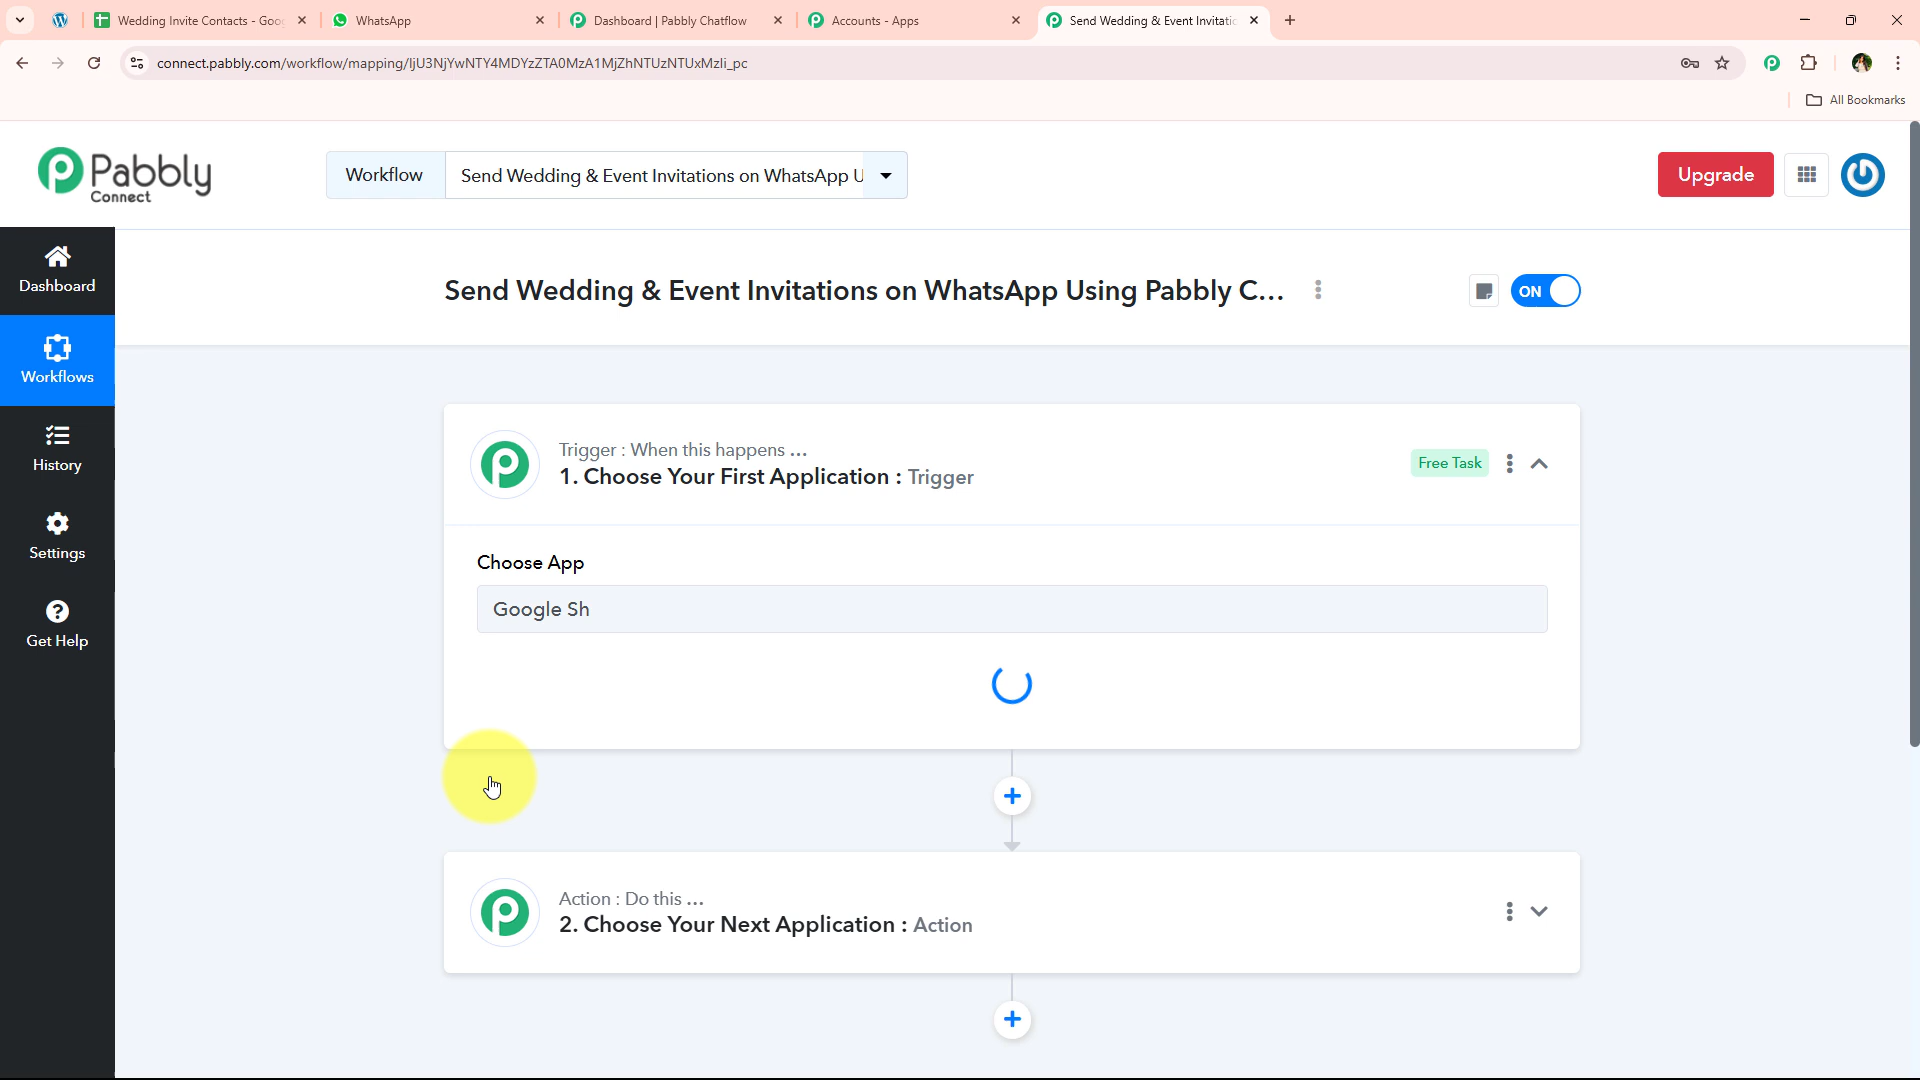 Wedding Invite Contacts - Goo
WhatsApp
Dashboard | Pabbly Chatflow
Accounts - Apps
Send Wedding & Event Invitatic
connect.pabbly.com/workflow/mapping/IjU3NjYwNTY4MDYzZTA0MzA1MjZhNTUzNTUxMzIi_pc
All Bookmarks
Pabbly
Connect
Workflow
Send Wedding & Event Invitations on WhatsApp U
Upgrade
Dashboard
Workflows
History
Settings
Get Help
Send Wedding & Event Invitations on WhatsApp Using Pabbly C...
ON
Trigger : When this happens ...
1. Choose Your First Application : Trigger
Free Task
Choose App
Google Sh
Action : Do this ...
2. Choose Your Next Application : Action